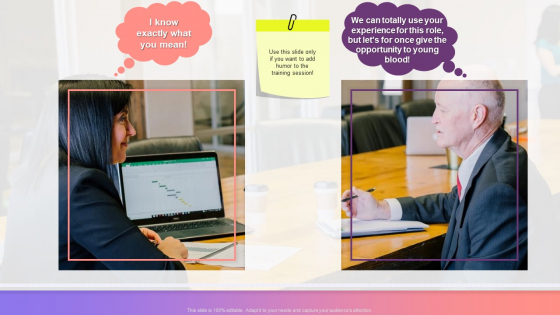 I know
exactly what
you mean!
Use this slide only
if you want to add
humor to the
training session!
We can totally use your
experience for this role,
but let's for once give the
opportunity to young
blood!
This slide is 100% editable. Adapt it to your needs and capture your audience's attention.